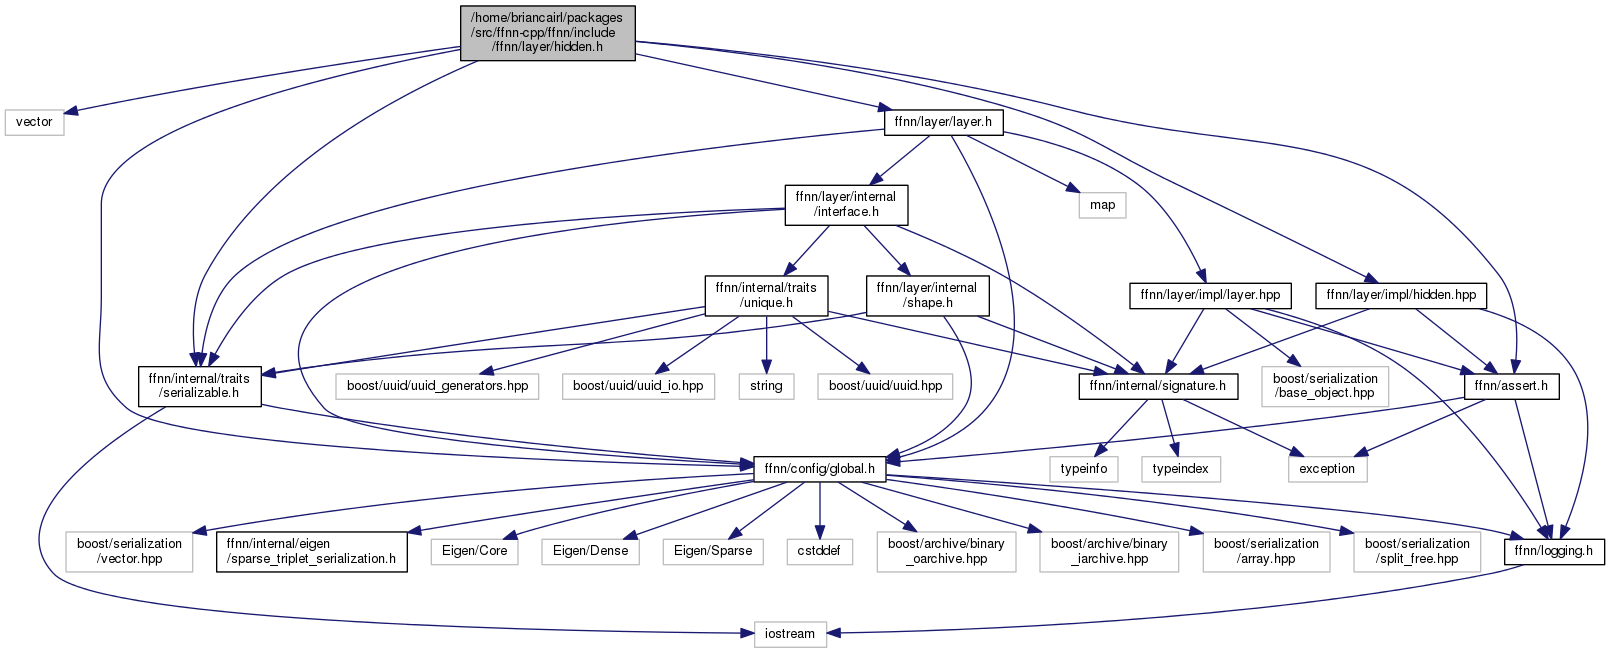 /home/briancairl/packages
/src/ffnn-cpp/ffnn/include
/ffnn/layer/hidden.h
vector
ffnn/layer/layer.h
ffnn/layer/internal
/interface.h
map
ffnn/internal/traits
/unique.h
ffnn/layer/internal
/shape.h
ffnn/layer/impl/layer.hpp
ffnn/layer/impl/hidden.hpp
ffnn/internal/traits
/serializable.h
boost/uuid/uuid_generators.hpp
boost/uuid/uuid_io.hpp
string
boost/uuid/uuid.hpp
ffnn/internal/signature.h
boost/serialization
/base_object.hpp
ffnn/assert.h
ffnn/config/global.h
typeinfo
typeindex
exception
boost/serialization
/vector.hpp
ffnn/internal/eigen
/sparse_triplet_serialization.h
Eigen/Core
Eigen/Dense
Eigen/Sparse
cstddef
boost/archive/binary
_oarchive.hpp
boost/archive/binary
_iarchive.hpp
boost/serialization
/array.hpp
boost/serialization
/split_free.hpp
ffnn/logging.h
iostream